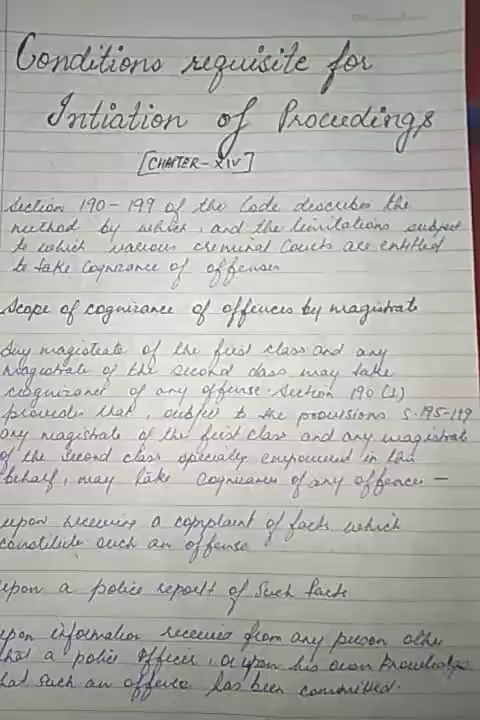 Conditions requisite for
Intiation of Proceedings
[CHAPTER-XIV]
Section 190-199 of the Code describes the
method by which, and the limitations subject
to which various criminal Courts are entitled
to take Cognizance of offenses
Scope of cognizance of offences by magistrate
Any magistrate of the first class and any
magistrate of the second class may take
cognizance of any offense. Section 190 (1)
provides that, subject to the provisions S. 195-199
any magistrate of the first class and any magistrate
of the second class specially empowered in this
behalf, may take Cognizance of any offence -
upon receiving a complaint of facts which
constitute such an offense
upon a police report of such facts
upon information received from any person other
that a police officer, or upon his own knowledge
that such an offence has been committed.